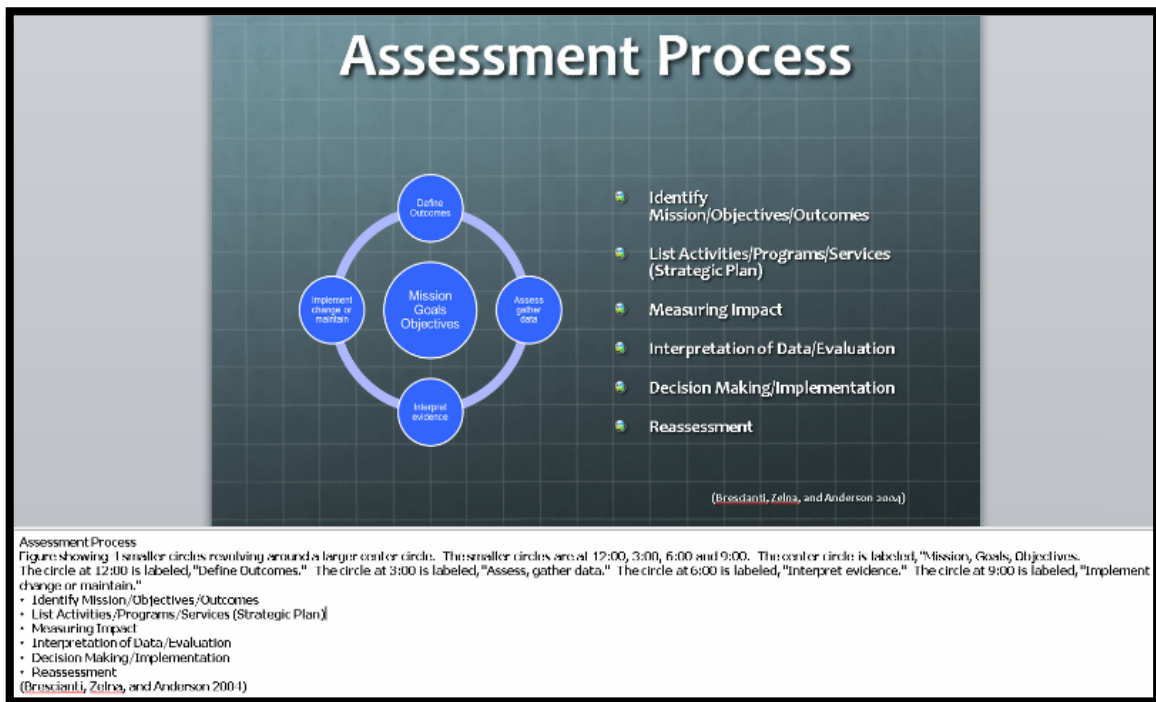 Assessment Process
Define
Outcomes
Implement
change or
maintain
Mission
Goals
Objectives
Assess
gather
data
Interpret
evidence
Identify
Mission/Objectives/Outcomes
List Activities/Programs/Services
(Strategic Plan)
Measuring Impact
Interpretation of Data/Evaluation
Decision Making/Implementation
Reassessment
(Brescianti, Zelna, and Anderson 2004)
Assessment Process
Figure showing 4 smaller circles revolving around a larger center circle. The smaller circles are at 12:00, 3:00, 6:00 and 9:00. The center circle is labeled, "Mission, Goals, Objectives.
The circle at 12:00 is labeled, "Define Outcomes." The circle at 3:00 is labeled, "Assess, gather data." The circle at 6:00 is labeled, "Interpret evidence." The circle at 9:00 is labeled, "Implement
change or maintain."
• Identify Mission/Objectives/Outcomes
• List Activities/Programs/Services (Strategic Plan)
• Measuring Impact
• Interpretation of Data/Evaluation
• Decision Making/Implementation
• Reassessment
(Brescianti, Zelna, and Anderson 2004)